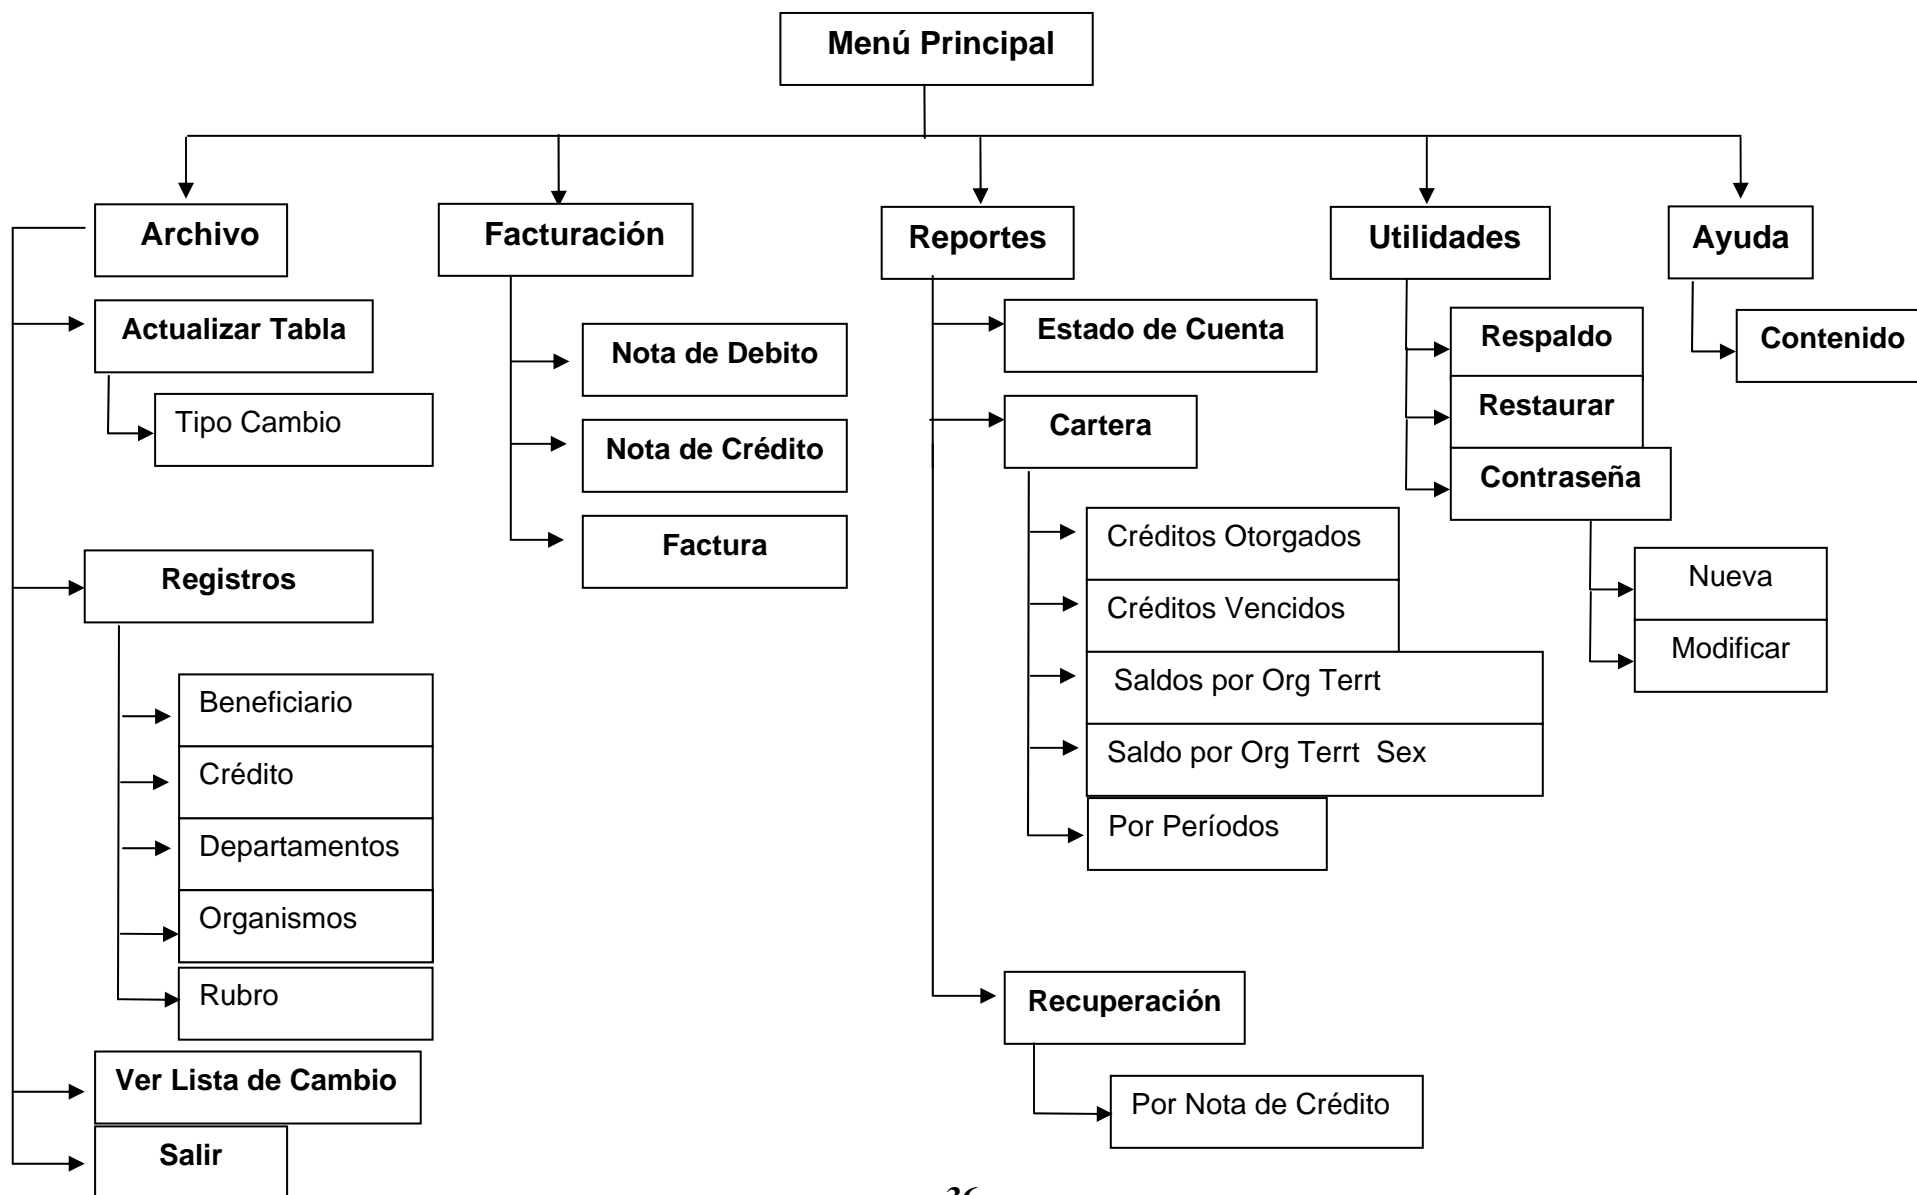 Menú Principal
Archivo
Facturación
Reportes
Utilidades
Ayuda
Actualizar Tabla
Tipo Cambio
Registros
Beneficiario
Crédito
Departamentos
Organismos
Rubro
Ver Lista de Cambio
Salir
Nota de Debito
Nota de Crédito
Factura
Estado de Cuenta
Cartera
Créditos Otorgados
Créditos Vencidos
Saldos por Org Terrt
Saldo por Org Terrt Sex
Por Períodos
Recuperación
Por Nota de Crédito
Respaldo
Restaurar
Contraseña
Nueva
Modificar
Contenido